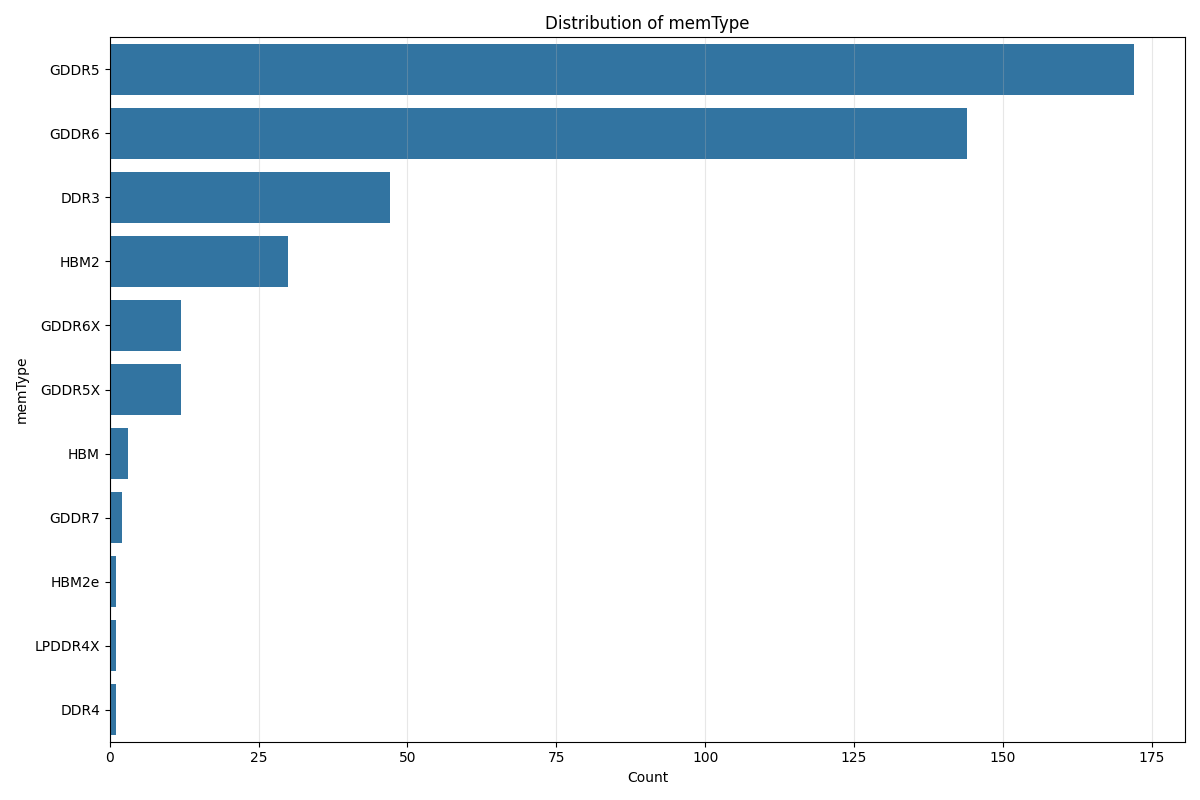 Distribution of memType
memType
GDDR5
GDDR6
DDR3
HBM2
GDDR6X
GDDR5X
HBM
GDDR7
HBM2e
LPDDR4X
DDR4
0 25 50 75 100 125 150 175
Count